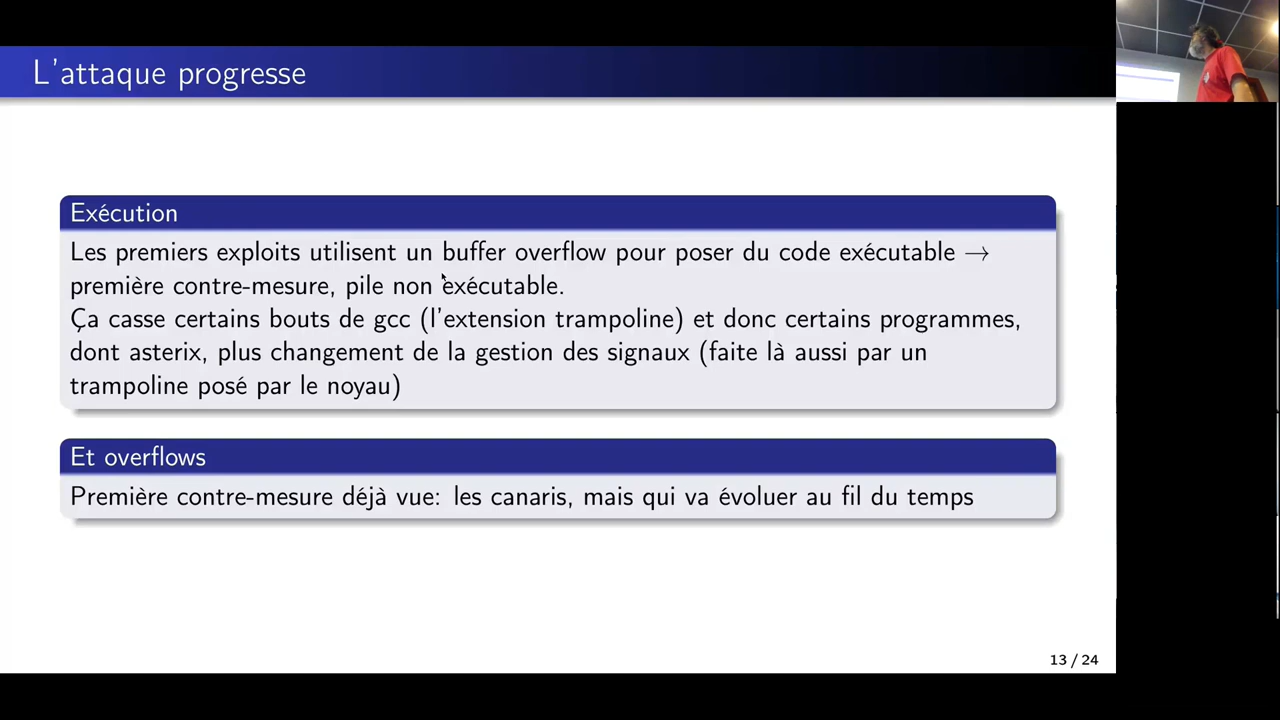 L'attaque progresse
Exécution
Les premiers exploits utilisent un buffer overflow pour poser du code exécutable →
première contre-mesure, pile non exécutable.
Ça casse certains bouts de gcc (l'extension trampoline) et donc certains programmes,
dont asterix, plus changement de la gestion des signaux (faite là aussi par un
trampoline posé par le noyau)
Et overflows
Première contre-mesure déjà vue: les canaris, mais qui va évoluer au fil du temps
13 / 24